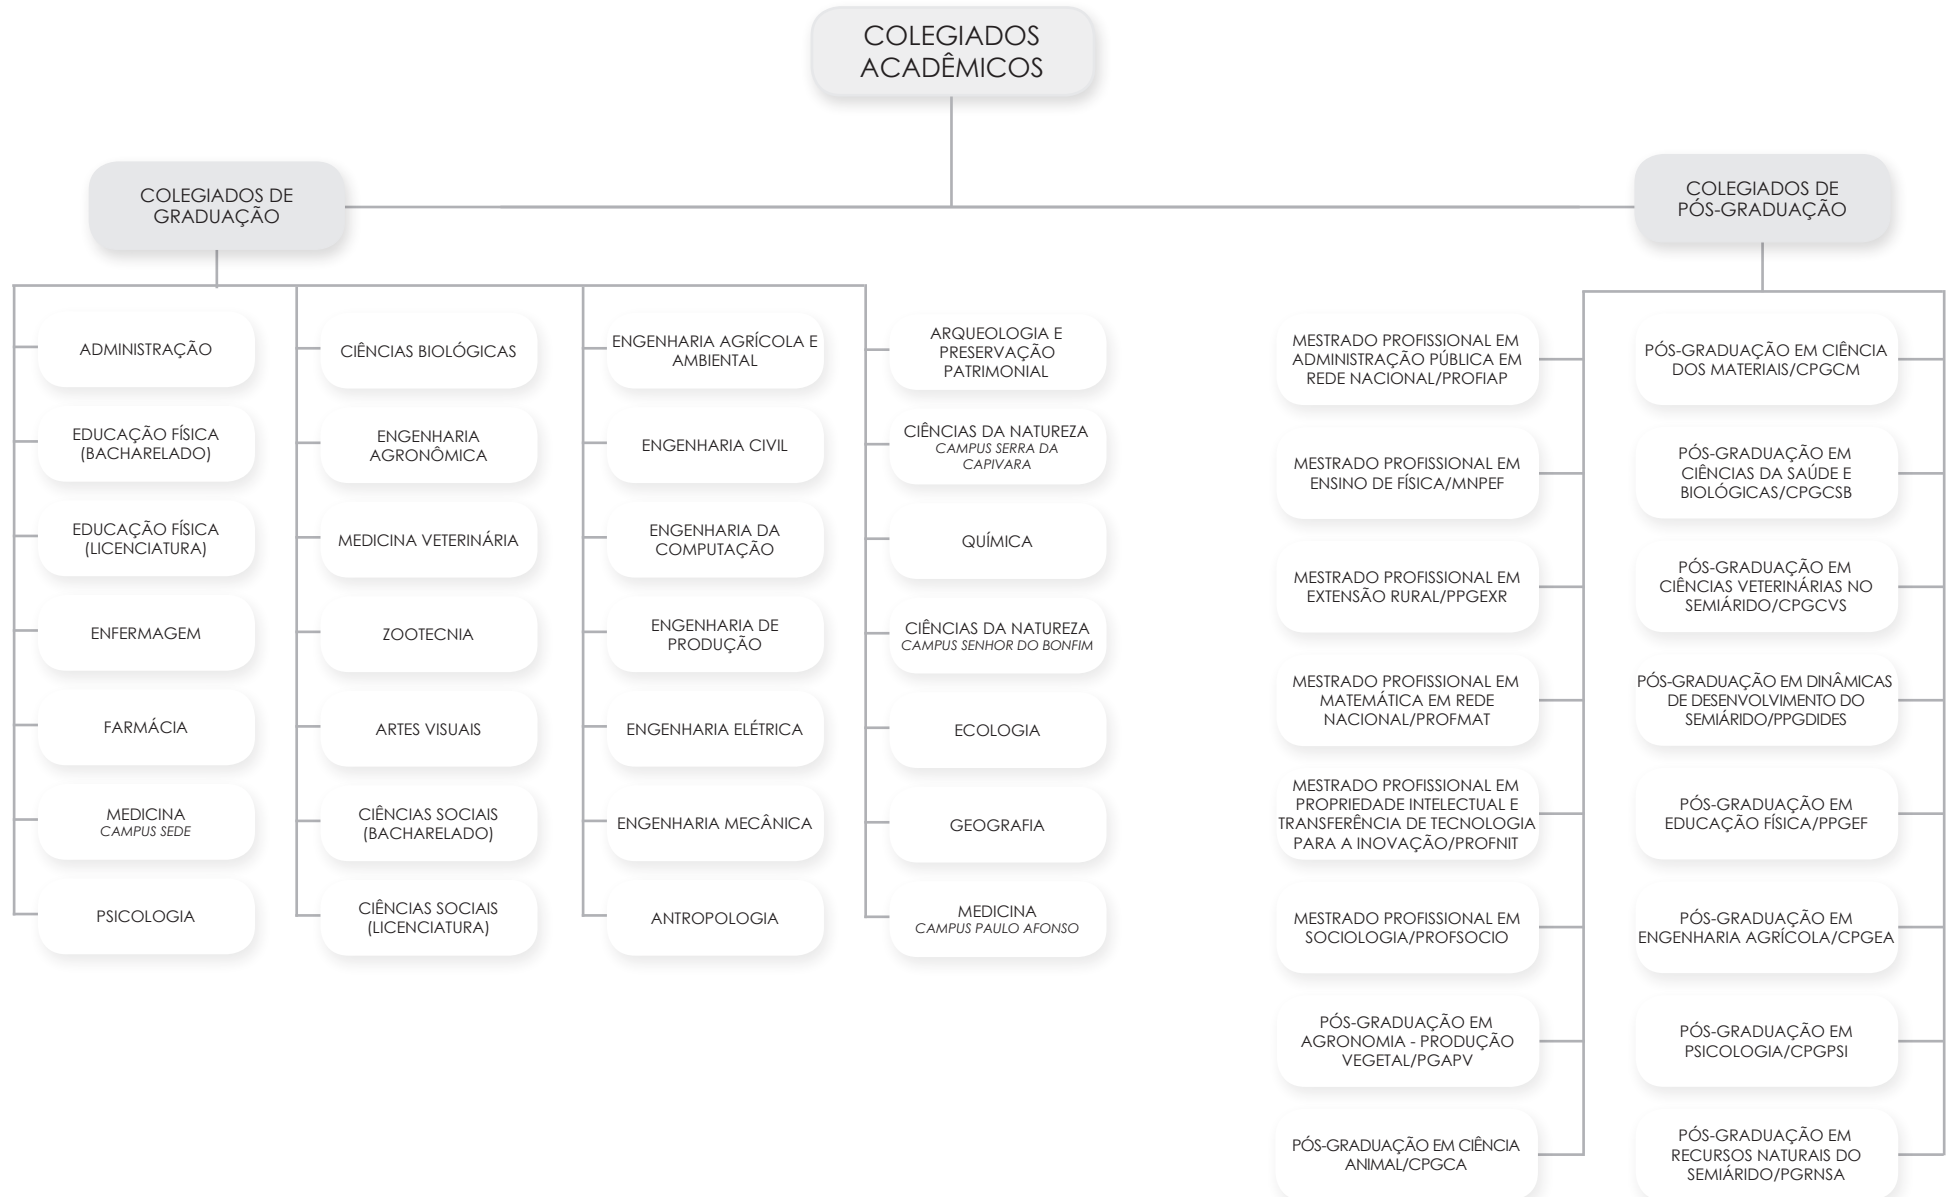 COLEGIADOS
ACADÊMICOS
COLEGIADOS DE
GRADUAÇÃO
COLEGIADOS DE
PÓS-GRADUAÇÃO
ADMINISTRAÇÃO
EDUCAÇÃO FÍSICA
(BACHARELADO)
EDUCAÇÃO FÍSICA
(LICENCIATURA)
ENFERMAGEM
FARMÁCIA
MEDICINA
CAMPUS SEDE
PSICOLOGIA
CIÊNCIAS BIOLÓGICAS
ENGENHARIA
AGRONÔMICA
MEDICINA VETERINÁRIA
ZOOTECNIA
ARTES VISUAIS
CIÊNCIAS SOCIAIS
(BACHARELADO)
CIÊNCIAS SOCIAIS
(LICENCIATURA)
ENGENHARIA AGRÍCOLA E
AMBIENTAL
ENGENHARIA CIVIL
ENGENHARIA DA
COMPUTAÇÃO
ENGENHARIA DE
PRODUÇÃO
ENGENHARIA ELÉTRICA
ENGENHARIA MECÂNICA
ANTROPOLOGIA
ARQUEOLOGIA E
PRESERVAÇÃO
PATRIMONIAL
CIÊNCIAS DA NATUREZA
CAMPUS SERRA DA
CAPIVARA
QUÍMICA
CIÊNCIAS DA NATUREZA
CAMPUS SENHOR DO BONFIM
ECOLOGIA
GEOGRAFIA
MEDICINA
CAMPUS PAULO AFONSO
MESTRADO PROFISSIONAL EM
ADMINISTRAÇÃO PÚBLICA EM
REDE NACIONAL/PROFIAP
MESTRADO PROFISSIONAL EM
ENSINO DE FÍSICA/MNPEF
MESTRADO PROFISSIONAL EM
EXTENSÃO RURAL/PPGEXR
MESTRADO PROFISSIONAL EM
MATEMÁTICA EM REDE
NACIONAL/PROFMAT
MESTRADO PROFISSIONAL EM
PROPRIEDADE INTELECTUAL E
TRANSFERÊNCIA DE TECNOLOGIA
PARA A INOVAÇÃO/PROFNIT
MESTRADO PROFISSIONAL EM
SOCIOLOGIA/PROFSOCIO
PÓS-GRADUAÇÃO EM
AGRONOMIA - PRODUÇÃO
VEGETAL/PGAPV
PÓS-GRADUAÇÃO EM CIÊNCIA
ANIMAL/CPGCA
PÓS-GRADUAÇÃO EM CIÊNCIA
DOS MATERIAIS/CPGCM
PÓS-GRADUAÇÃO EM
CIÊNCIAS DA SAÚDE E
BIOLÓGICAS/CPGCSB
PÓS-GRADUAÇÃO EM
CIÊNCIAS VETERINÁRIAS NO
SEMIÁRIDO/CPGCVS
PÓS-GRADUAÇÃO EM DINÂMICAS
DE DESENVOLVIMENTO DO
SEMIÁRIDO/PPGDIDES
PÓS-GRADUAÇÃO EM
EDUCAÇÃO FÍSICA/PPGEF
PÓS-GRADUAÇÃO EM
ENGENHARIA AGRÍCOLA/CPGEA
PÓS-GRADUAÇÃO EM
PSICOLOGIA/CPGPSI
PÓS-GRADUAÇÃO EM
RECURSOS NATURAIS DO
SEMIÁRIDO/PGRNSA